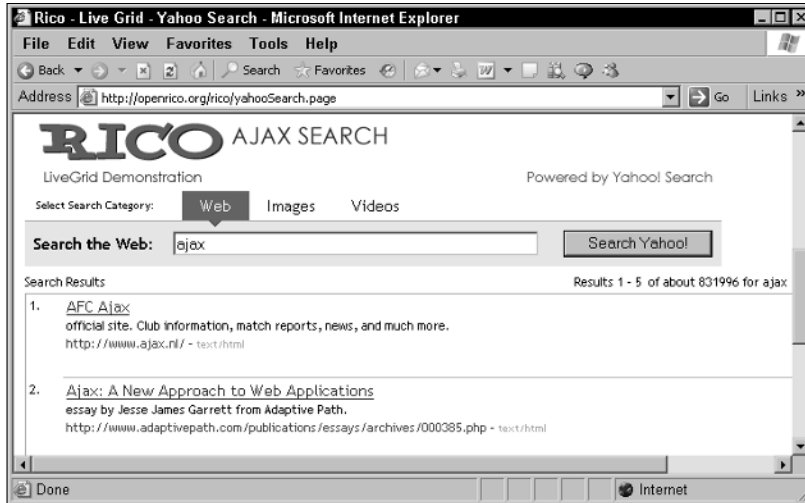 Rico - Live Grid - Yahoo Search - Microsoft Internet Explorer
File Edit View Favorites Tools Help
Back Search Favorites
Address http://openrico.org/rico/yahooSearch.page Go Links »
RICO AJAX SEARCH
LiveGrid Demonstration Powered by Yahoo! Search
Select Search Category: Web Images Videos
Search the Web: ajax Search Yahoo!
Search Results Results 1 - 5 of about 831996 for ajax
1. AFC Ajax
official site. Club information, match reports, news, and much more.
http://www.ajax.nl/ - text/html
2. Ajax: A New Approach to Web Applications
essay by Jesse James Garrett from Adaptive Path.
http://www.adaptivepath.com/publications/essays/archives/000385.php - text/html
Done Internet